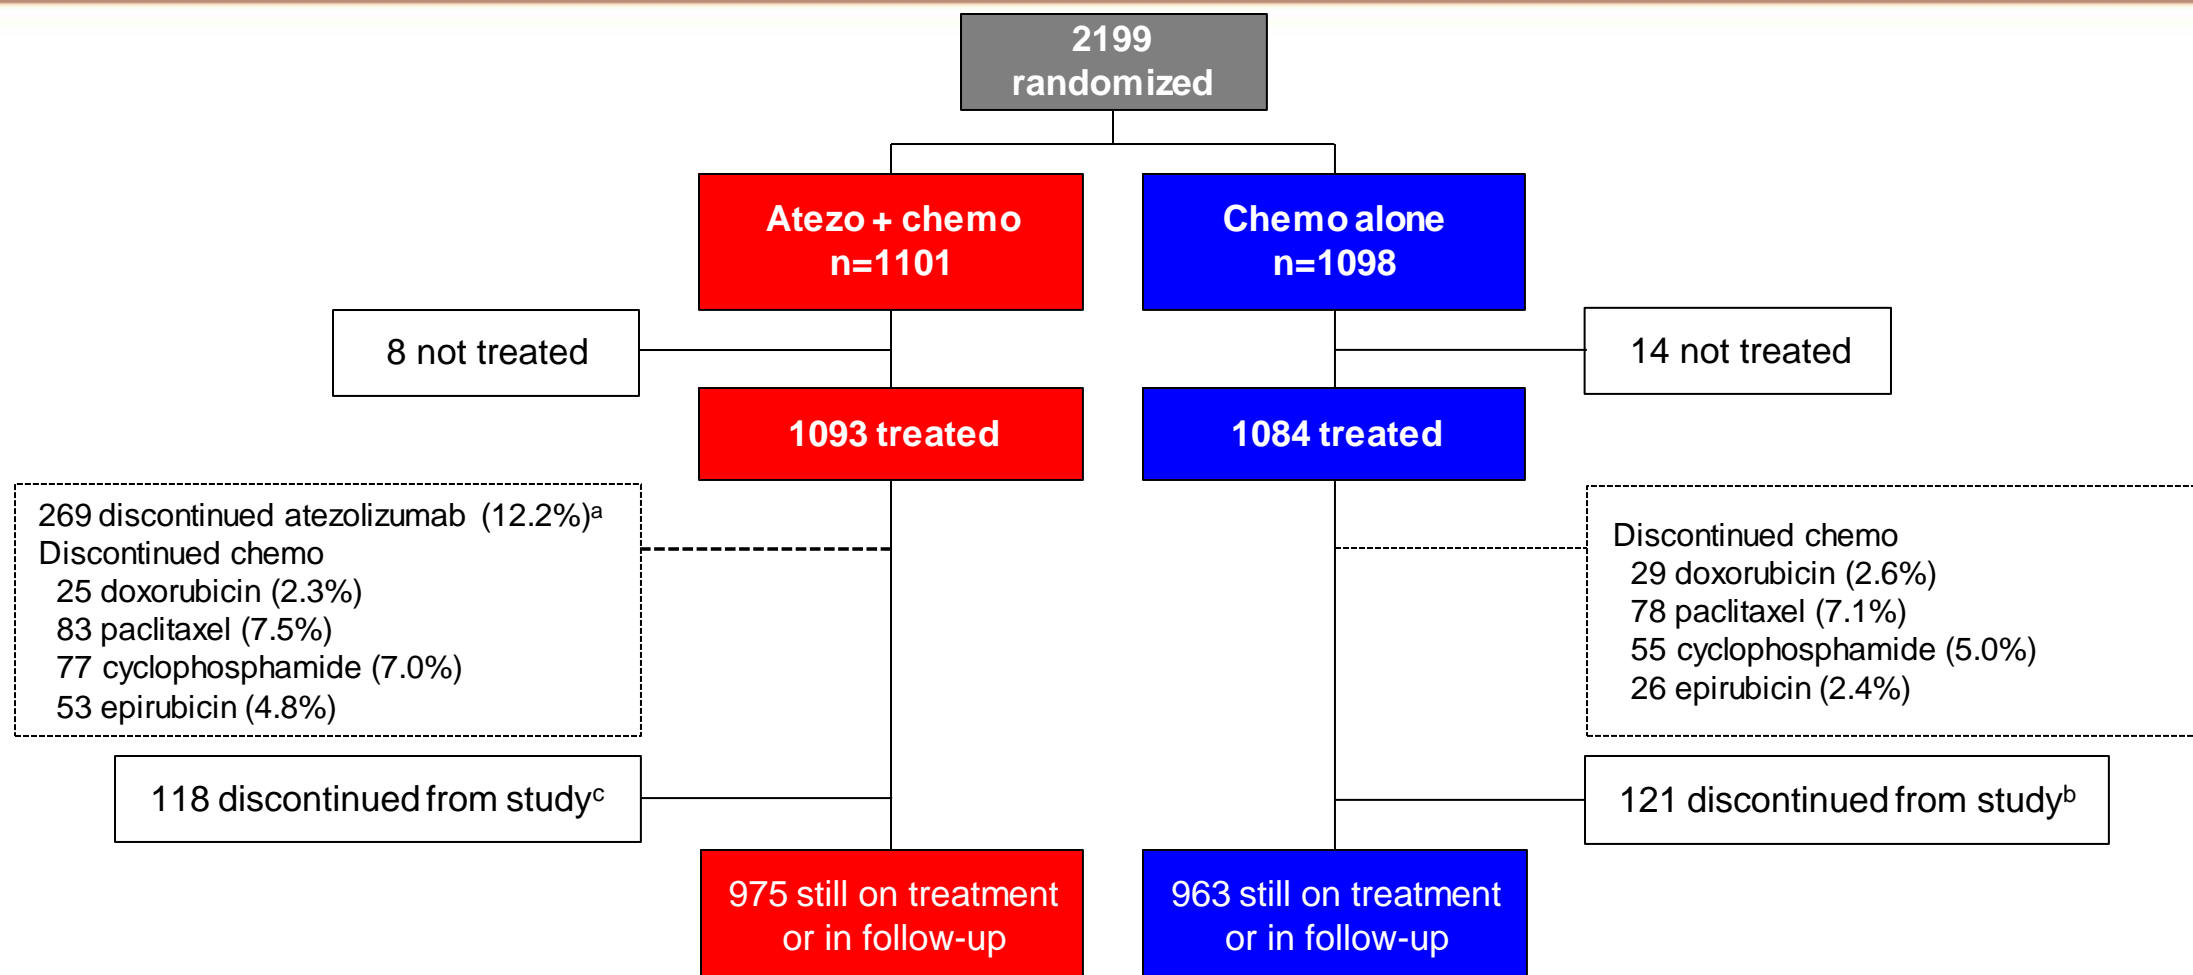 2199
randomized
Atezo + chemo
n=1101
Chemo alone
n=1098
8 not treated
14 not treated
1093 treated
1084 treated
269 discontinued atezolizumab (12.2%)ᵃ
Discontinued chemo
25 doxorubicin (2.3%)
83 paclitaxel (7.5%)
77 cyclophosphamide (7.0%)
53 epirubicin (4.8%)
Discontinued chemo
29 doxorubicin (2.6%)
78 paclitaxel (7.1%)
55 cyclophosphamide (5.0%)
26 epirubicin (2.4%)
118 discontinued from studyᶜ
121 discontinued from studyᵇ
975 still on treatment
or in follow-up
963 still on treatment
or in follow-up